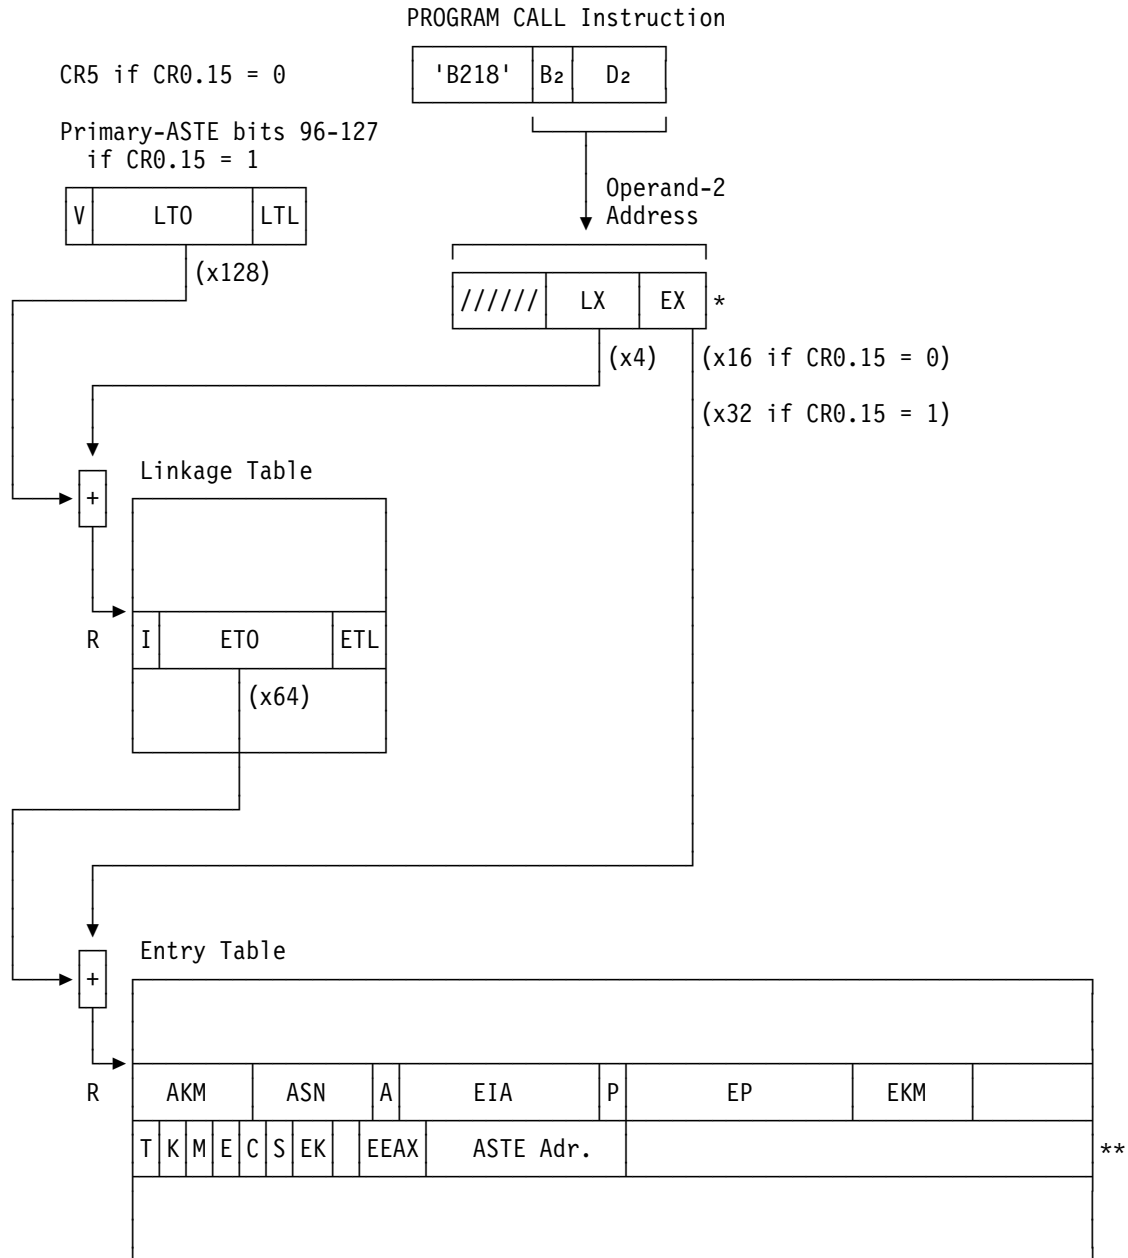 PROGRAM CALL Instruction
CR5 if CR0.15 = 0
'B218' B₂ D₂
Primary-ASTE bits 96-127
if CR0.15 = 1
Operand-2
Address
V LTO LTL
(x128)
////// LX EX *
(x4) (x16 if CR0.15 = 0)
(x32 if CR0.15 = 1)
Linkage Table
+
R I ETO ETL
(x64)
Entry Table
+
R AKM ASN A EIA P EP EKM
T K M E C S EK EEAX ASTE Adr. **